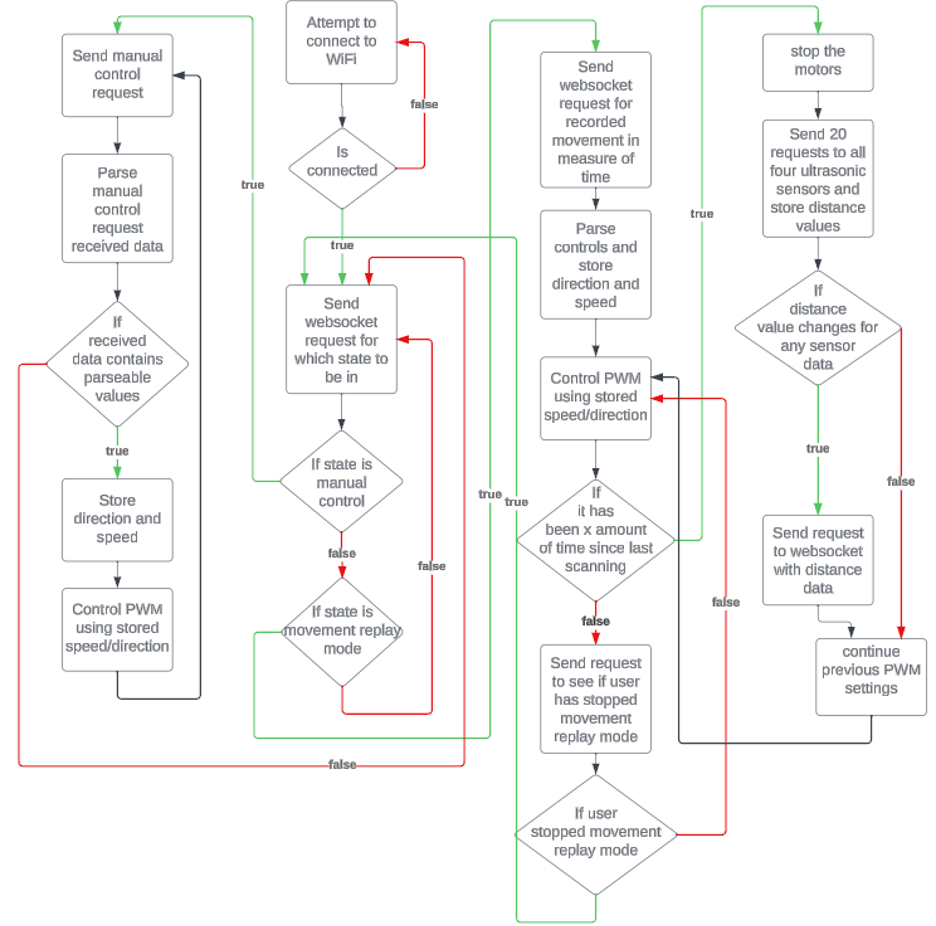 Send manual
control
request
Parse
manual
control
request
received data
If
received
data contains
parseable
values
true
Store
direction and
speed
Control PWM
using stored
speed/direction
true
Attempt to
connect to
WiFi
false
Is
connected
true
Send
websocket
request for
which state to
be in
If state is
manual
control
false
If state is
movement replay
mode
false
false
true
true
Send
websocket
request for
recorded
movement in
measure of
time
Parse
controls and
store
direction and
speed
Control PWM
using stored
speed/direction
If
it has
been x amount
of time since last
scanning
false
Send request
to see if user
has stopped
movement
replay mode
If user
stopped movement
replay mode
false
true
stop the
motors
Send 20
requests to all
four ultrasonic
sensors and
store distance
values
If
distance
value changes for
any sensor
data
true
false
Send request
to websocket
with distance
data
continue
previous PWM
settings